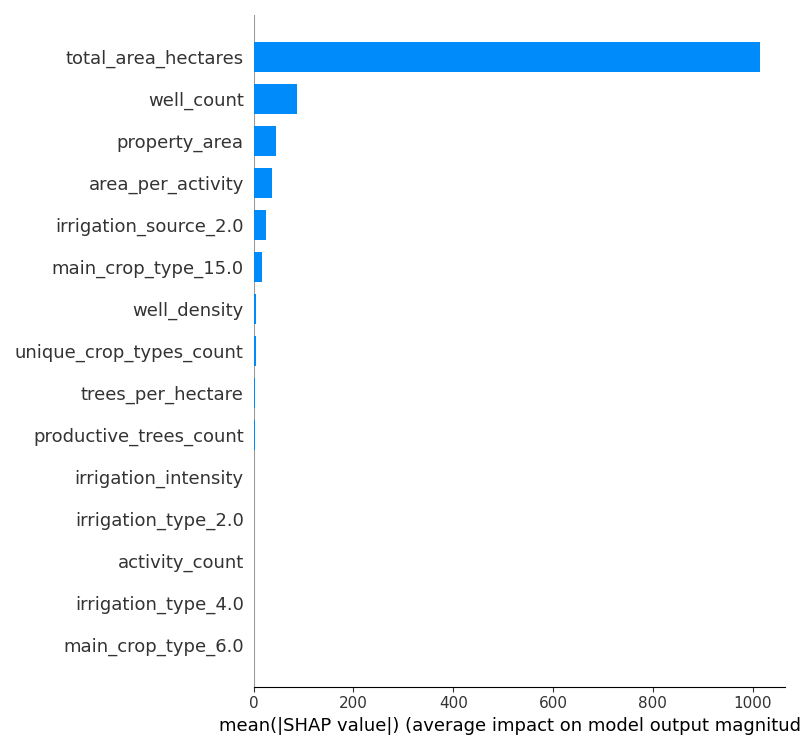 total_area_hectares
well_count
property_area
area_per_activity
irrigation_source_2.0
main_crop_type_15.0
well_density
unique_crop_types_count
trees_per_hectare
productive_trees_count
irrigation_intensity
irrigation_type_2.0
activity_count
irrigation_type_4.0
main_crop_type_6.0
0 200 400 600 800 1000
mean(|SHAP value|) (average impact on model output magnitud